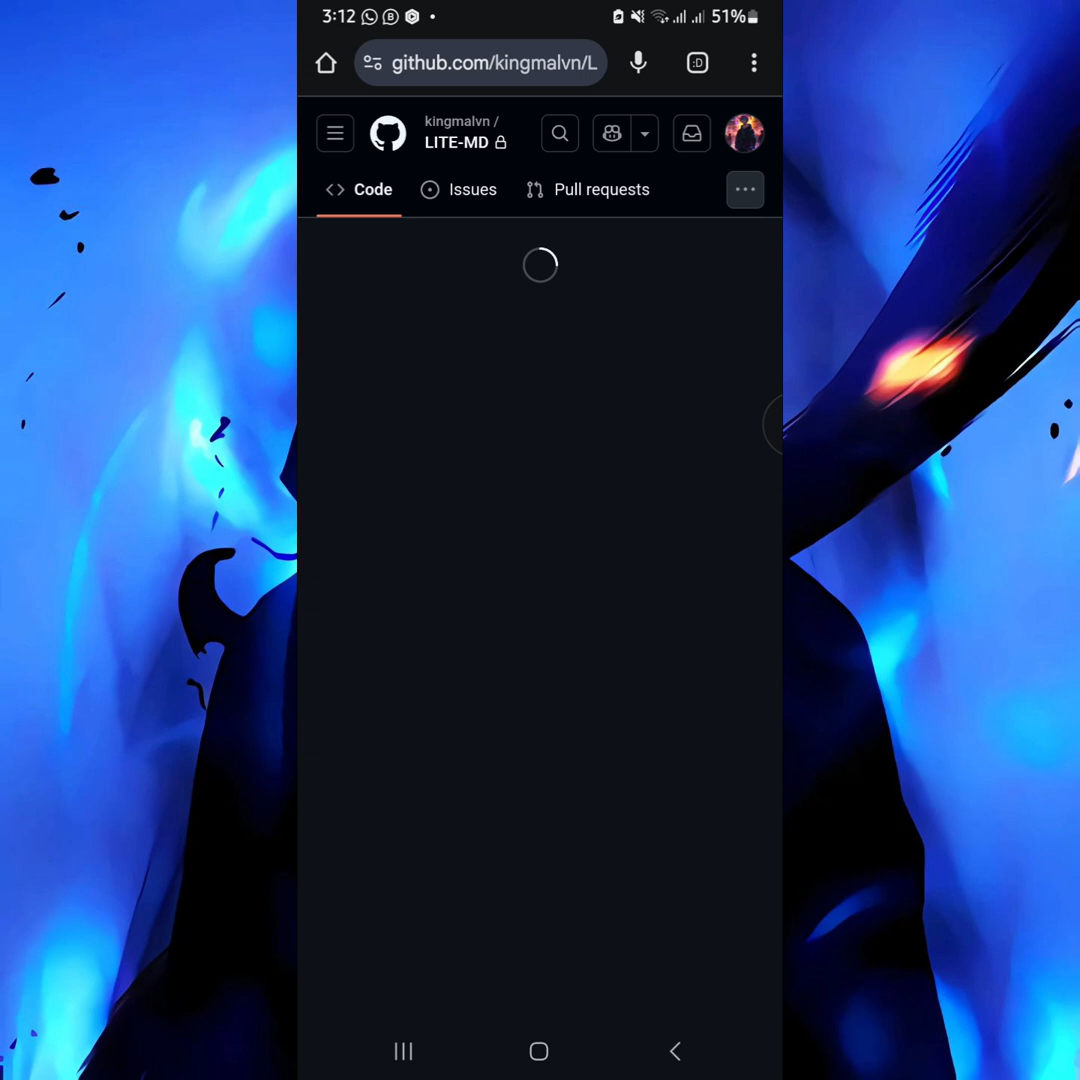 3:12 51%
github.com/kingmalvn/L
:D
kingmalvn /
LITE-MD
Code Issues Pull requests